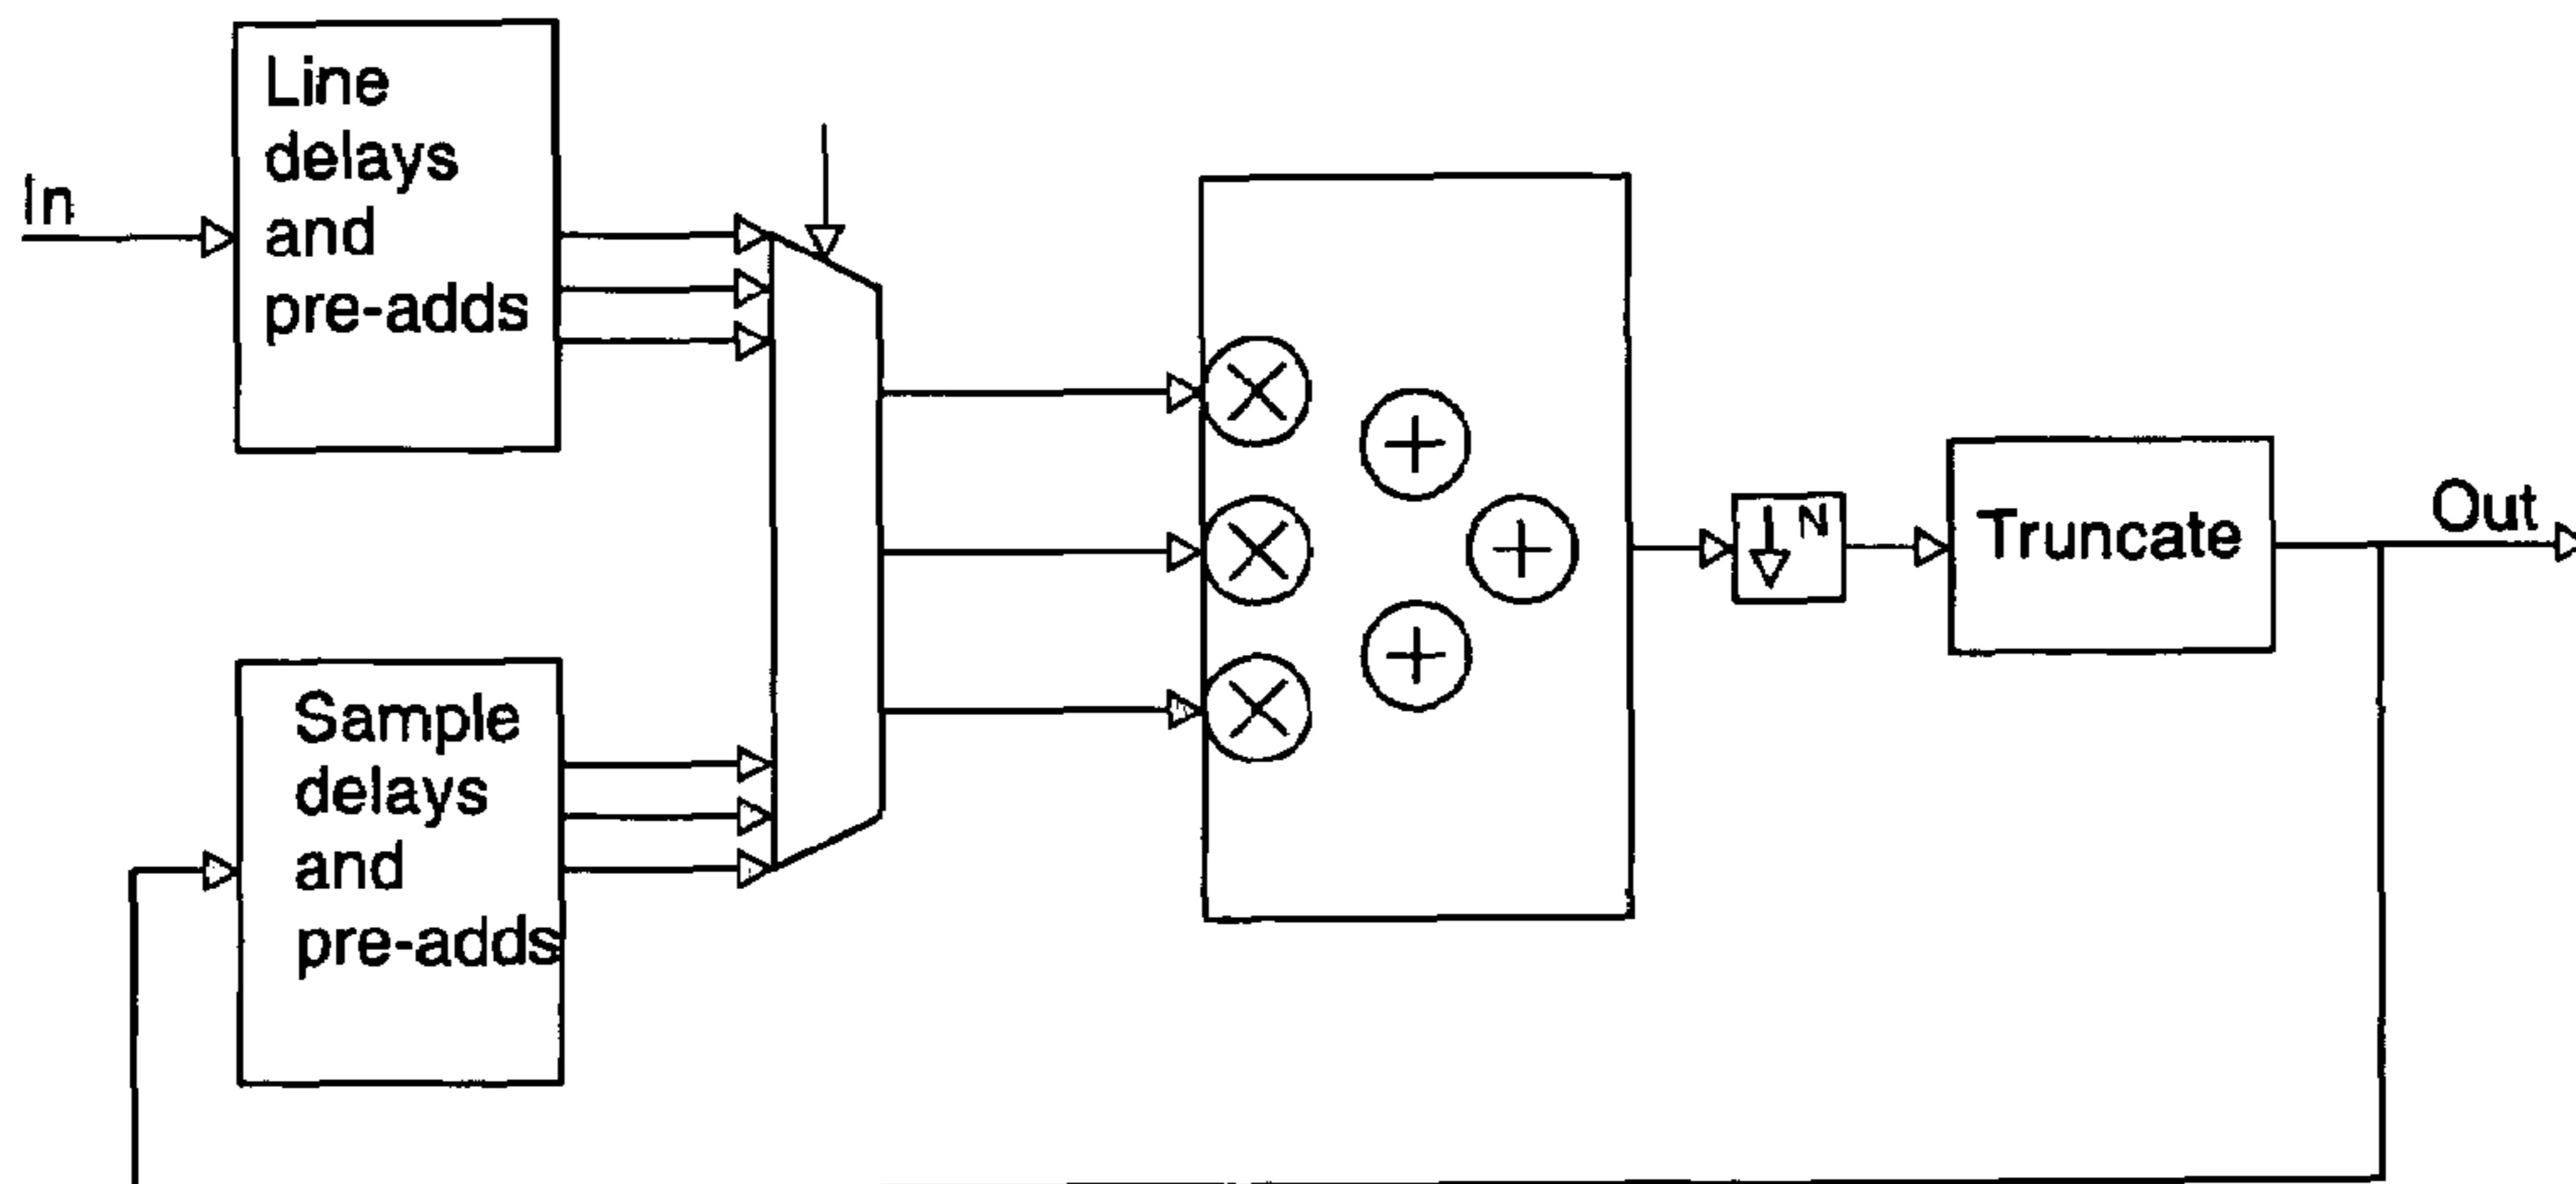 Line
delays
and
pre-adds
In
N
Truncate
Out
Sample
delays
and
pre-adds